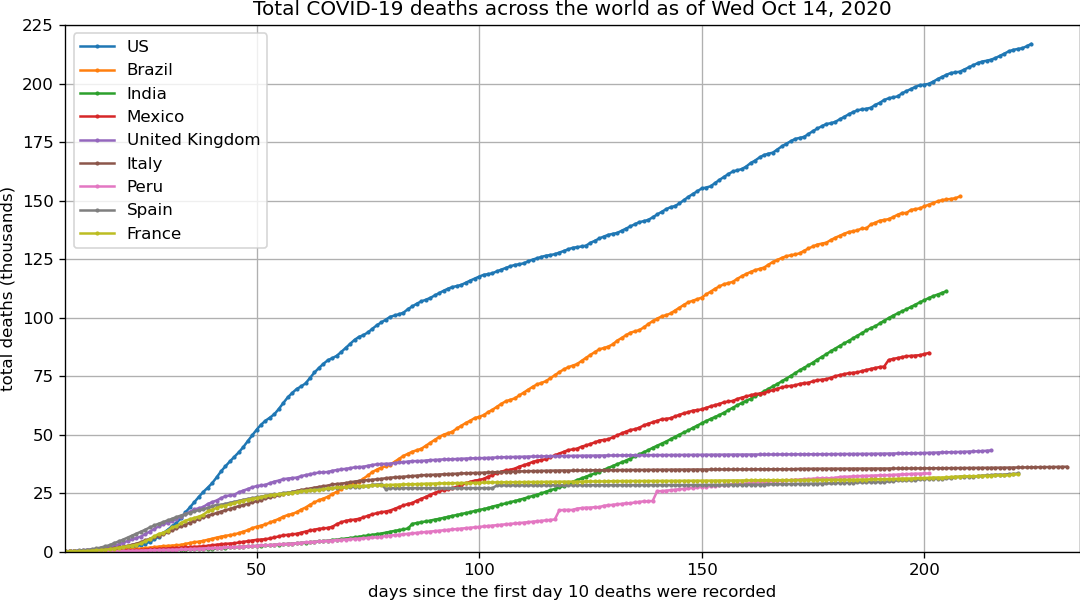 Total COVID-19 deaths across the world as of Wed Oct 14, 2020
225
200
175
150
125
100
75
50
25
0
total deaths (thousands)
US
Brazil
India
Mexico
United Kingdom
Italy
Peru
Spain
France
50
100
150
200
days since the first day 10 deaths were recorded